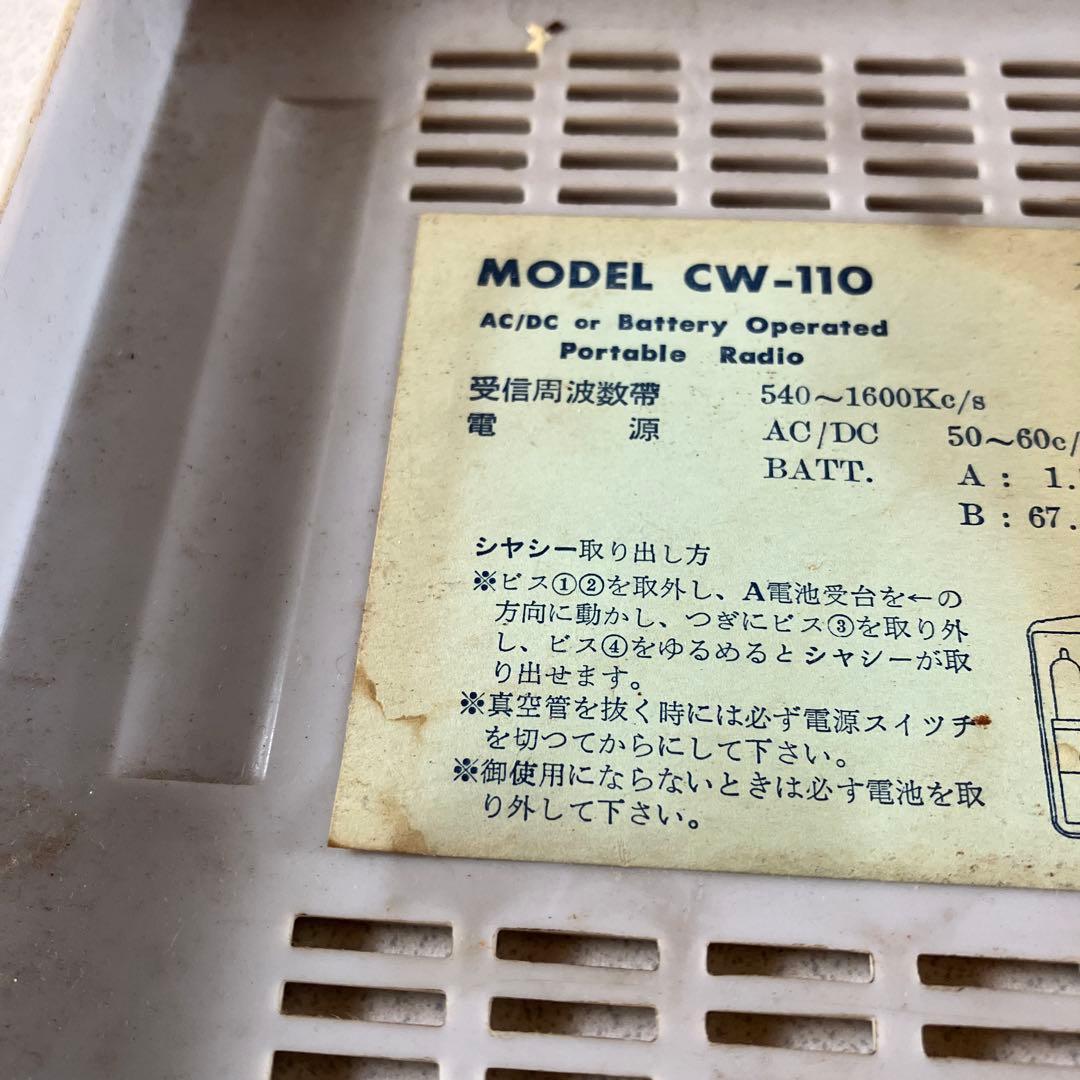 MODEL CW-110
AC/DC or Battery Operated
Portable Radio
受信周波数帶 540～1600Kc/s
電源 AC/DC 50～60c/
BATT. A : 1.
B : 67.
シヤシー取り出し方
※ビス①②を取外し、A電池受台を←の
方向に動かし、つぎにビス③を取り外
し、ビス④をゆるめるとシヤシーが取
り出せます。
※真空管を抜く時には必ず電源スイツチ
を切つてからにして下さい。
※御使用にならないときは必す電池を取
り外して下さい。